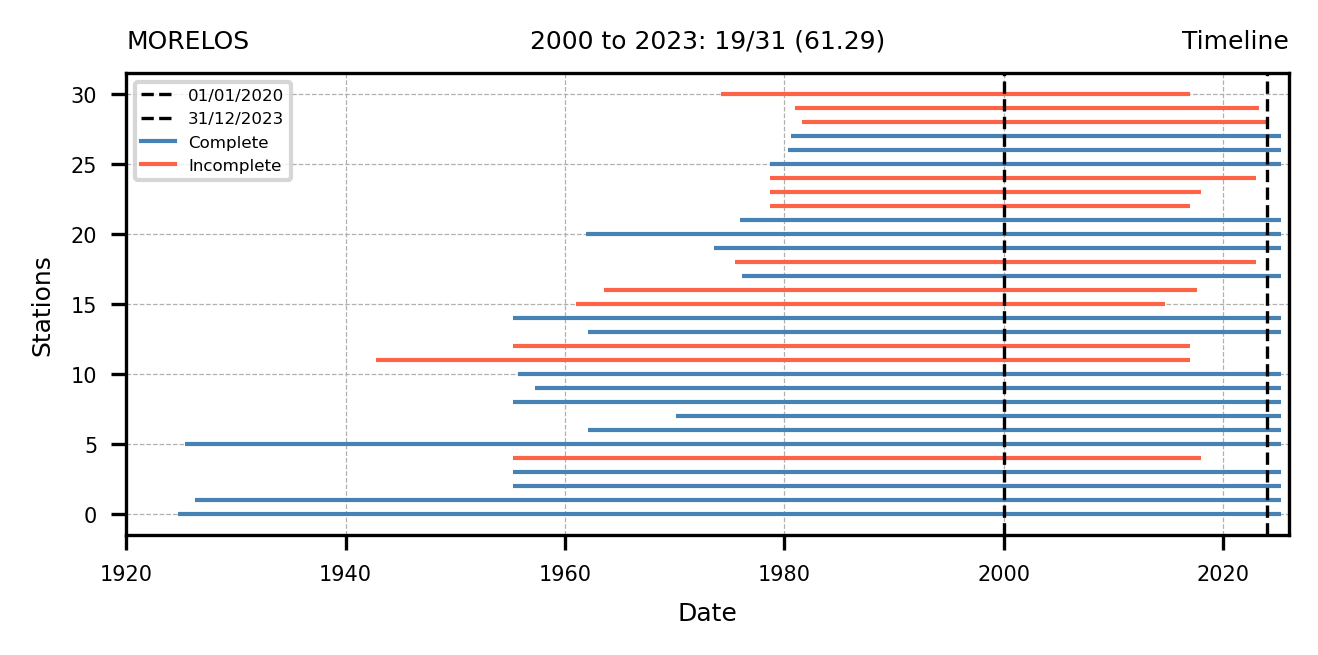 MORELOS 2000 to 2023: 19/31 (61.29) Timeline
01/01/2020
31/12/2023
Complete
Incomplete
Stations
30
25
20
15
10
5
0
1920 1940 1960 1980 2000 2020
Date